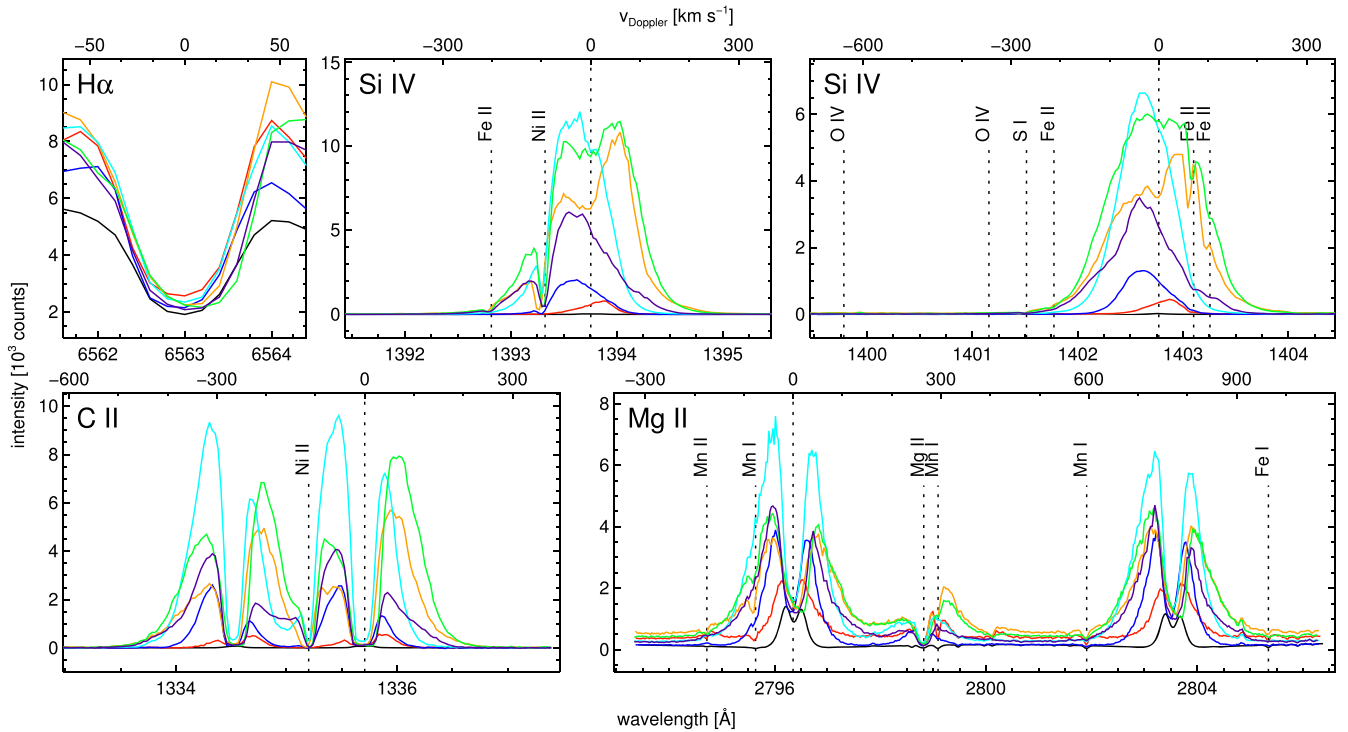 v_Doppler [km s⁻¹]
−50 0 50
−300 0 300
−600 −300 0 300
Hα
Si IV
Si IV
Fe II
Ni II
O IV
O IV
S I
Fe II
Fe II
Fe II
10
8
6
4
2
15
10
5
0
6
4
2
0
6562 6563 6564
1392 1393 1394 1395
1400 1401 1402 1403 1404
−600 −300 0 300
−300 0 300 600 900
C II
Mg II
Ni II
Mn II
Mn I
Mg II
Mn I
Mn I
Fe I
10
8
6
4
2
0
8
6
4
2
0
1334 1336
2796 2800 2804
intensity [10³ counts]
wavelength [Å]